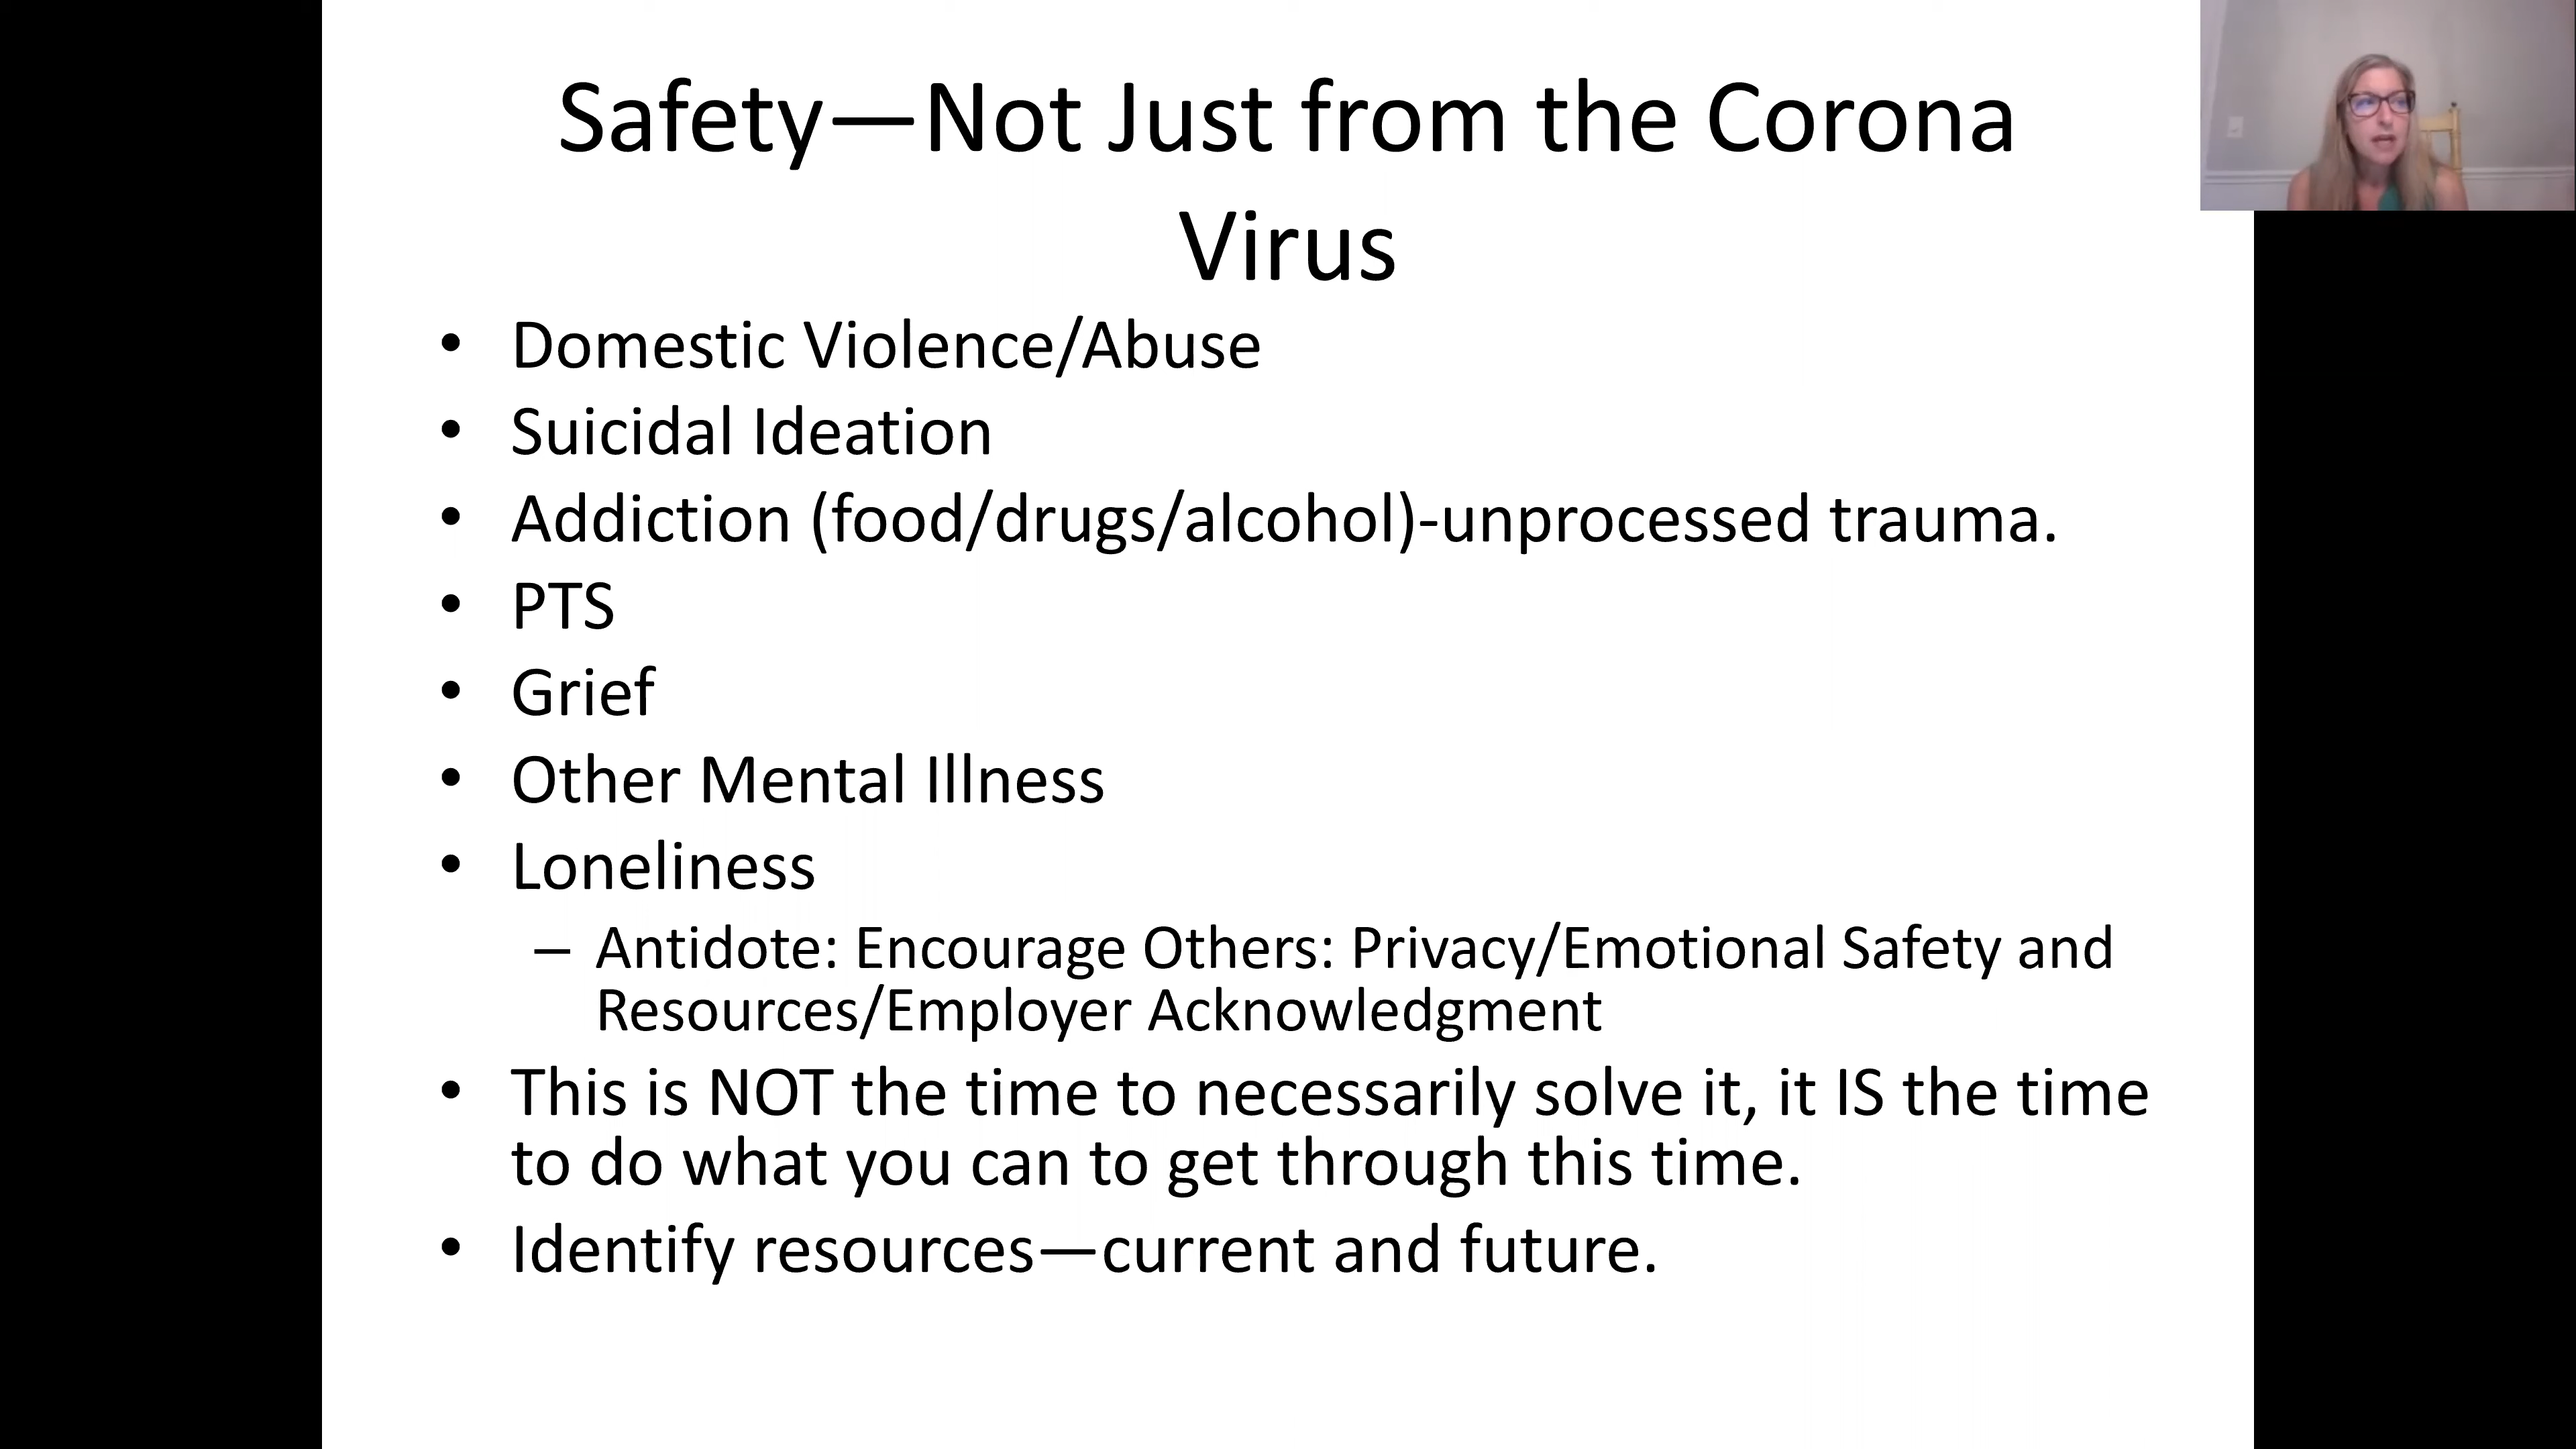 Safety—Not Just from the Corona
Virus
• Domestic Violence/Abuse
• Suicidal Ideation
• Addiction (food/drugs/alcohol)-unprocessed trauma.
• PTS
• Grief
• Other Mental Illness
• Loneliness
– Antidote: Encourage Others: Privacy/Emotional Safety and
Resources/Employer Acknowledgment
• This is NOT the time to necessarily solve it, it IS the time
to do what you can to get through this time.
• Identify resources—current and future.